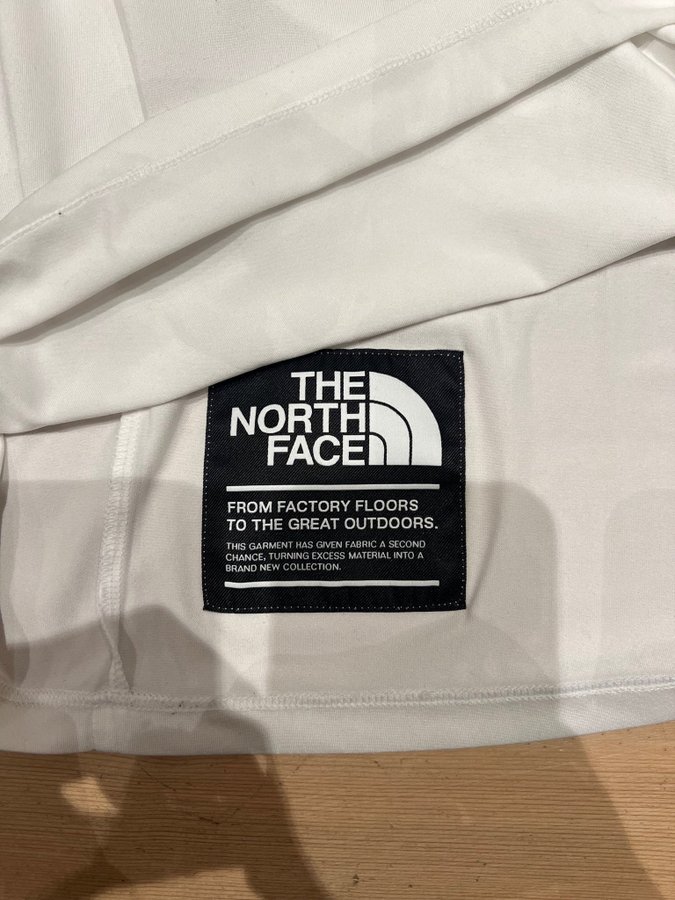 THE
NORTH
FACE
FROM FACTORY FLOORS
TO THE GREAT OUTDOORS.
THIS GARMENT HAS GIVEN FABRIC A SECOND
CHANCE, TURNING EXCESS MATERIAL INTO A
BRAND NEW COLLECTION.